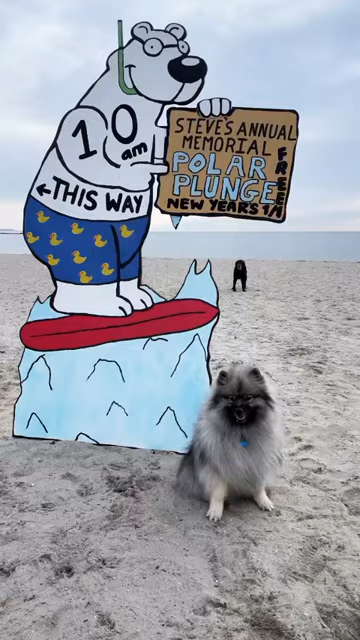 STEVE'S ANNUAL
MEMORIAL
POLAR
PLUNGE
FREE
NEW YEARS 1/1
10
am
←THIS WAY